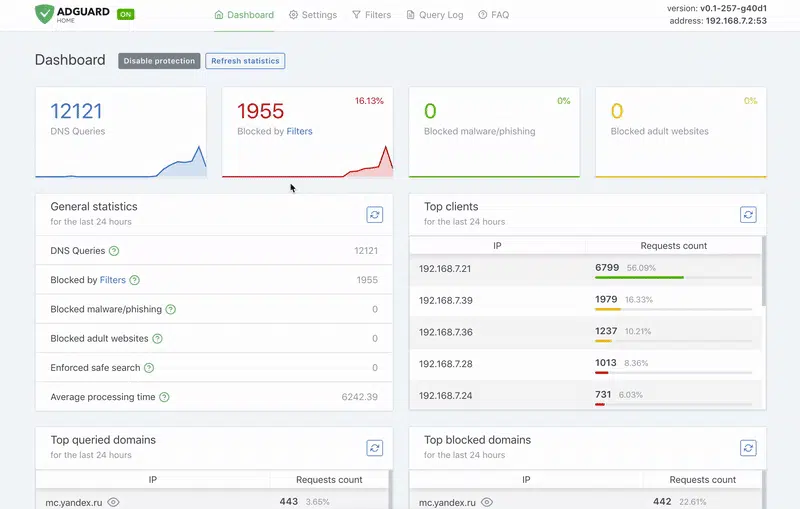 ADGUARD
HOME
ON
Dashboard
Settings
Filters
Query Log
FAQ
version: v0.1-257-g40d1
address: 192.168.7.2:53
Dashboard
Disable protection
Refresh statistics
12121
DNS Queries
1955
16.13%
Blocked by Filters
0
0%
Blocked malware/phishing
0
0%
Blocked adult websites
General statistics
for the last 24 hours
DNS Queries 12121
Blocked by Filters 1955
Blocked malware/phishing 0
Blocked adult websites 0
Enforced safe search 0
Average processing time 6242.39
Top clients
for the last 24 hours
IP Requests count
192.168.7.21 6799 56.09%
192.168.7.39 1979 16.33%
192.168.7.36 1237 10.21%
192.168.7.28 1013 8.36%
192.168.7.24 731 6.03%
Top queried domains
for the last 24 hours
IP Requests count
mc.yandex.ru 443 3.65%
Top blocked domains
for the last 24 hours
IP Requests count
mc.yandex.ru 442 22.61%